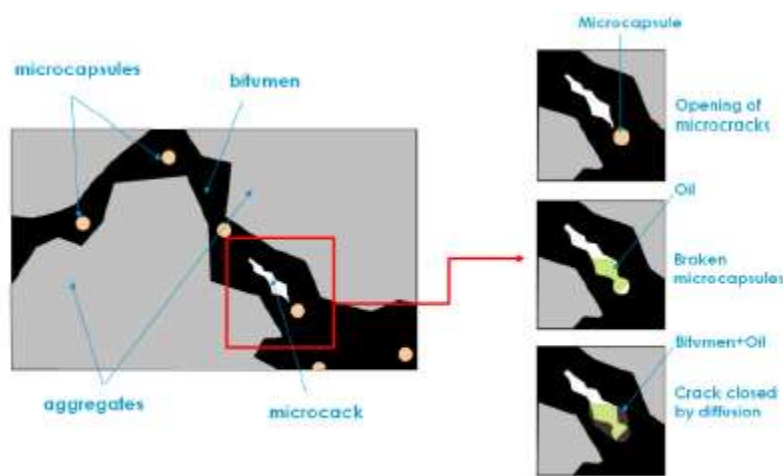 Microcapsule
microcapsules
bitumen
Opening of
microcracks
Oil
Broken
microcapsules
Bitumen+Oil
Crack closed
by diffusion
aggregates
microcack